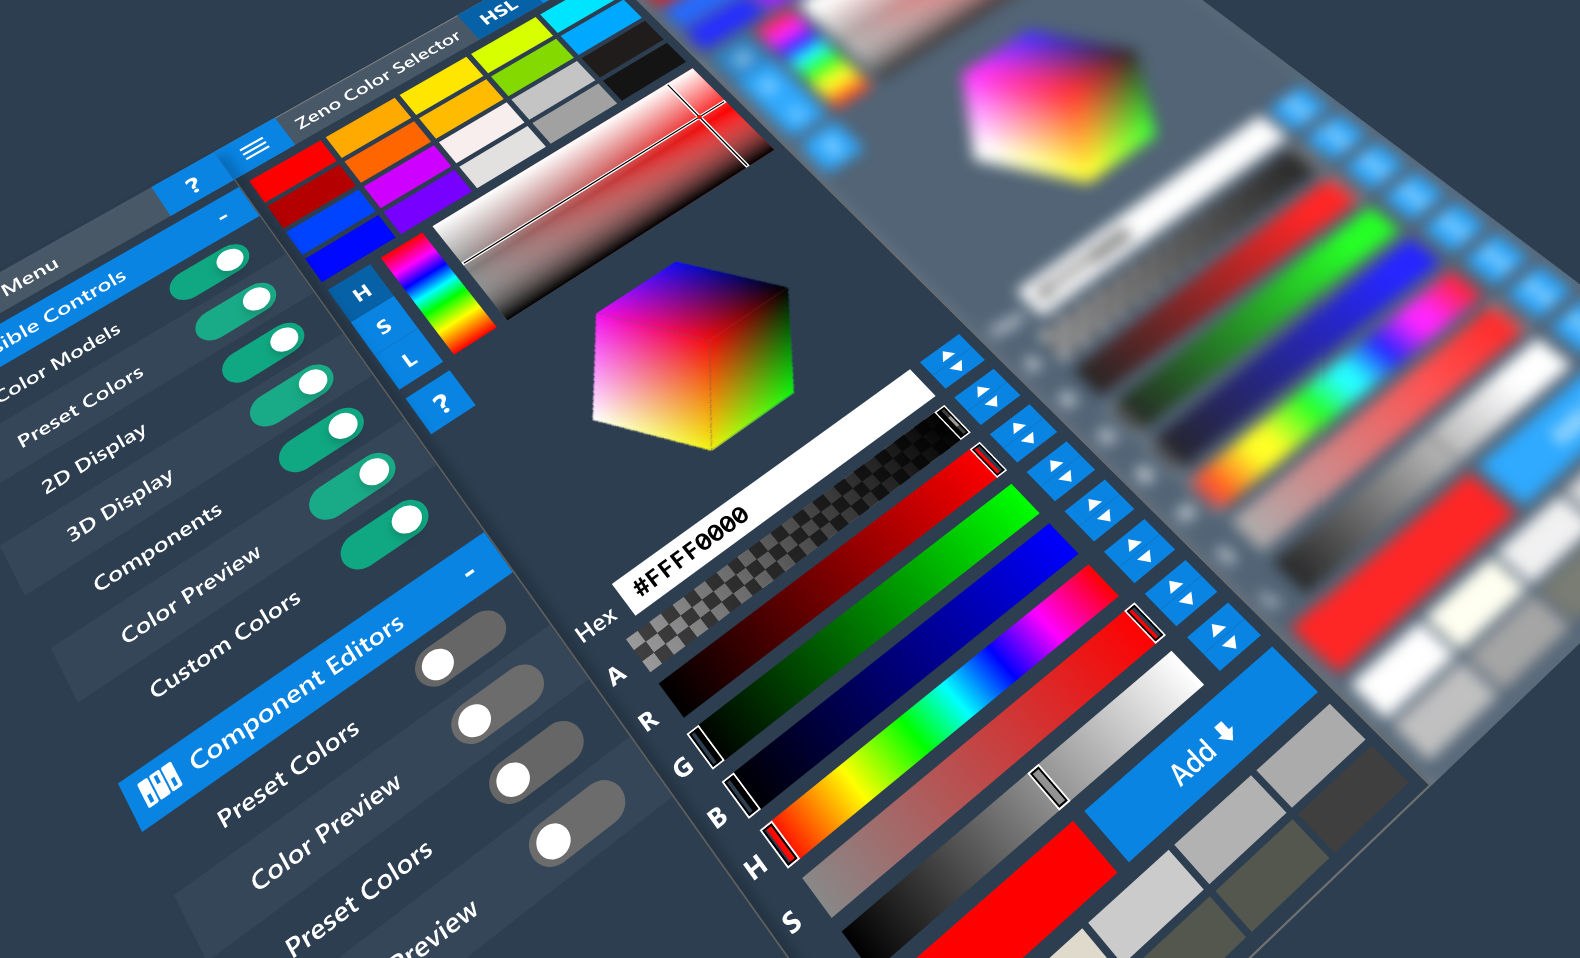 HSL
Zeno Color Selector
?
Menu
-
sible Controls
Color Models
Preset Colors
2D Display
3D Display
Components
Color Preview
Custom Colors
-
Component Editors
Preset Colors
Color Preview
Preset Colors
Preview
H
S
L
?
Hex
#FFFF0000
A
R
G
B
H
S
Add